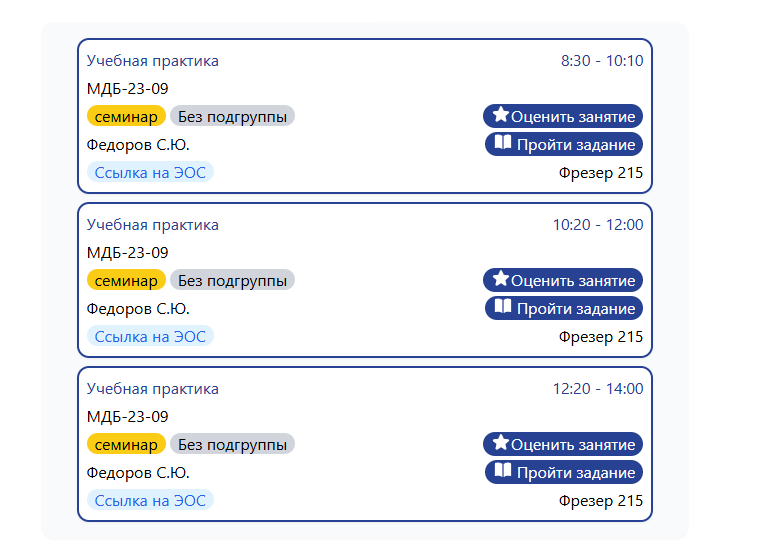 Учебная практика 8:30 - 10:10
МДБ-23-09
семинар Без подгруппы Оценить занятие
Федоров С.Ю. Пройти задание
Ссылка на ЭОС Фрезер 215
Учебная практика 10:20 - 12:00
МДБ-23-09
семинар Без подгруппы Оценить занятие
Федоров С.Ю. Пройти задание
Ссылка на ЭОС Фрезер 215
Учебная практика 12:20 - 14:00
МДБ-23-09
семинар Без подгруппы Оценить занятие
Федоров С.Ю. Пройти задание
Ссылка на ЭОС Фрезер 215